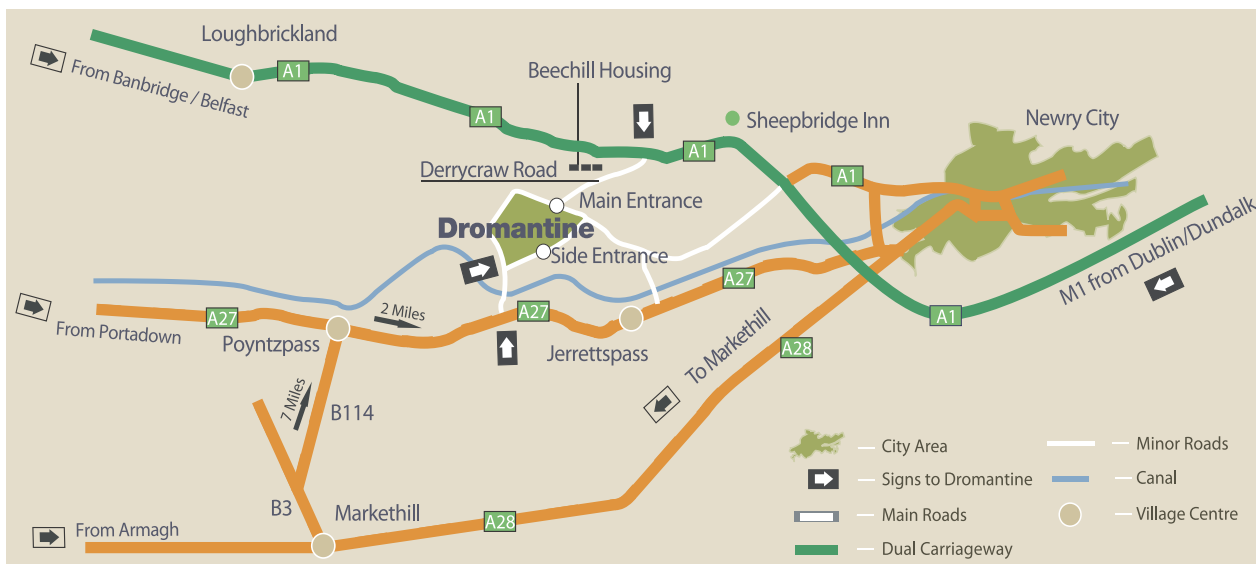 Loughbrickland
From Banbridge / Belfast
A1
A1
Beechill Housing
A1
Sheepbridge Inn
Newry City
Derrycraw Road
A1
Main Entrance
Dromantine
Side Entrance
M1 from Dublin/Dundalk
A27
From Portadown
A27
Poyntzpass
2 Miles
A27
Jerrettspass
A1
To Markethill
A28
7 Miles
B114
B3
Markethill
From Armagh
A28
City Area
Signs to Dromantine
Main Roads
Dual Carriageway
Minor Roads
Canal
Village Centre